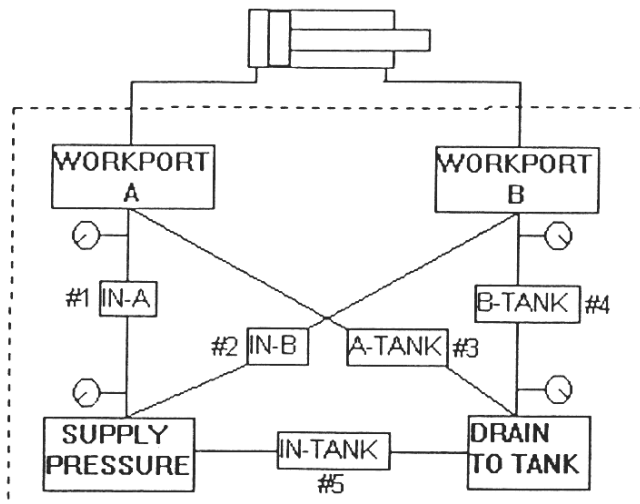 WORKPORT
A
WORKPORT
B
#1 IN-A
B-TANK #4
#2 IN-B
A-TANK #3
SUPPLY
PRESSURE
IN-TANK
#5
DRAIN
TO TANK